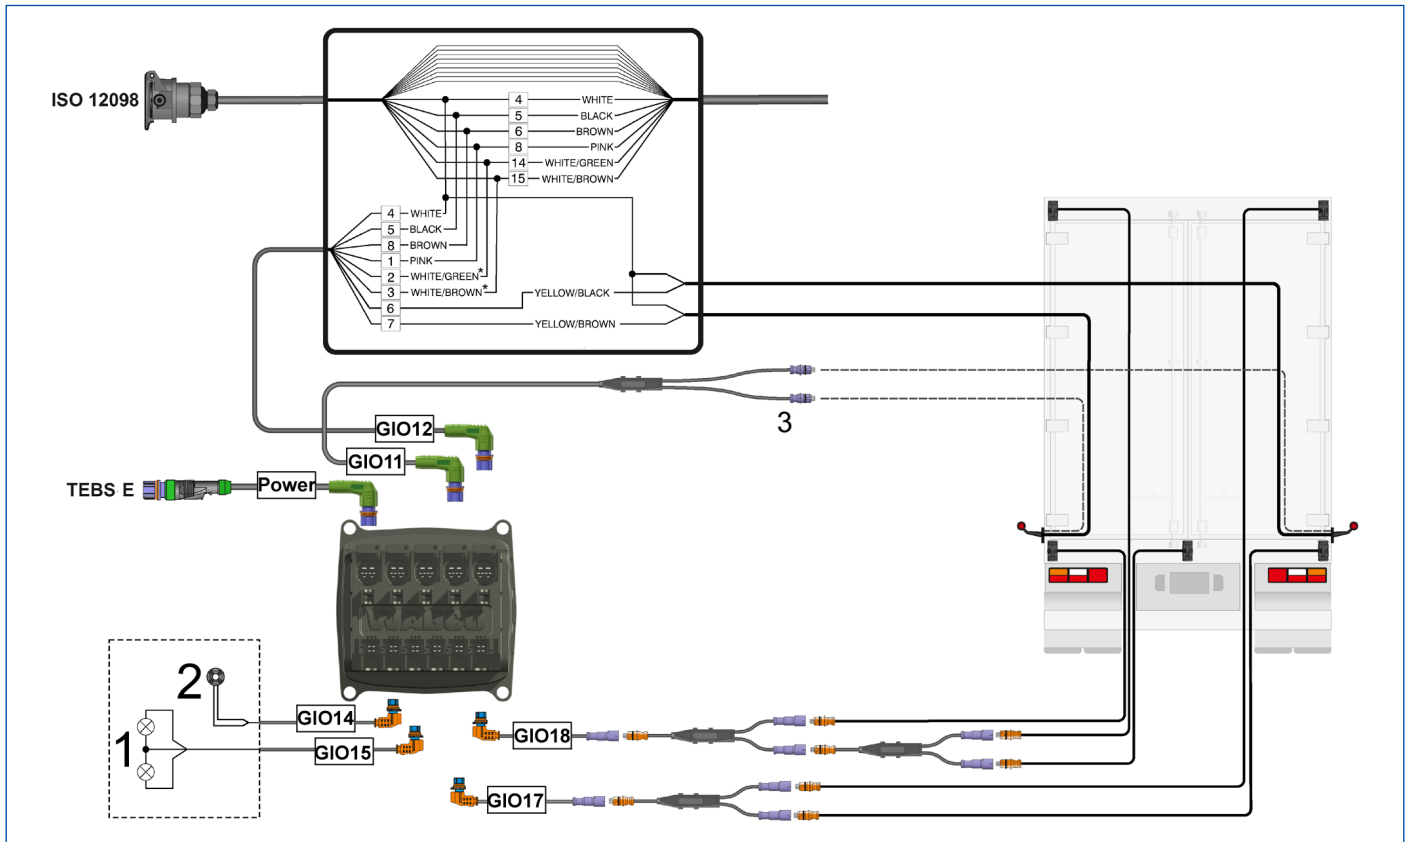 ISO 12098
4 WHITE
5 BLACK
6 BROWN
8 PINK
14 WHITE/GREEN
15 WHITE/BROWN
4 WHITE
5 BLACK
8 BROWN
1 PINK
2 WHITE/GREEN*
3 WHITE/BROWN*
6 YELLOW/BLACK
7 YELLOW/BROWN
3
GIO12
GIO11
TEBS E
Power
WABCO
2
1
GIO14
GIO15
GIO18
GIO17